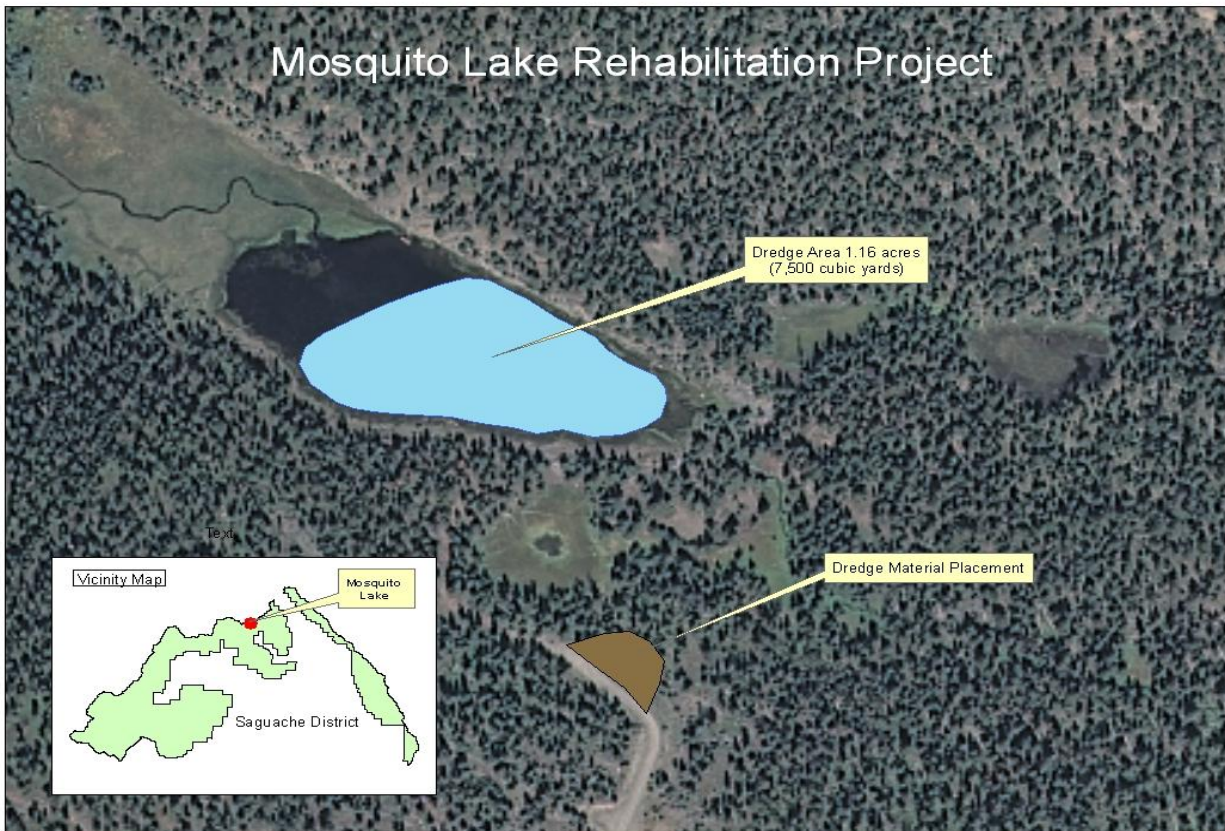 Mosquito Lake Rehabilitation Project
Dredge Area 1.16 acres
(7,500 cubic yards)
Text
Dredge Material Placement
Vicinity Map
Mosquito
Lake
Saguache District